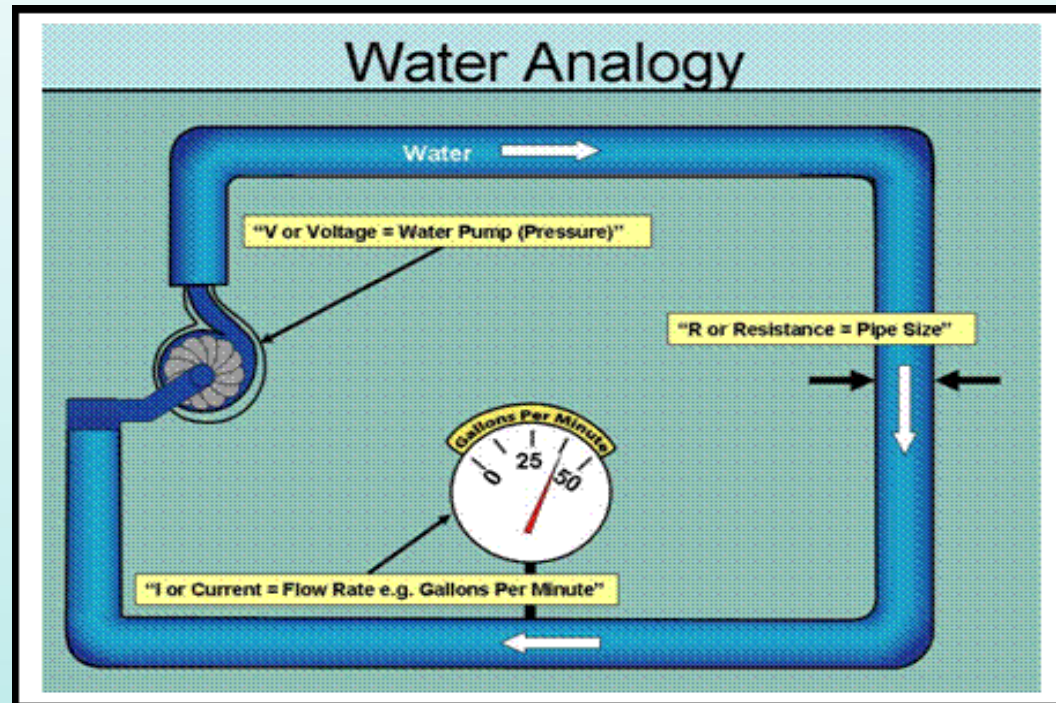 Water Analogy
Water
“V or Voltage = Water Pump (Pressure)”
“R or Resistance = Pipe Size”
Gallons Per Minute
0
25
50
“I or Current = Flow Rate e.g. Gallons Per Minute”